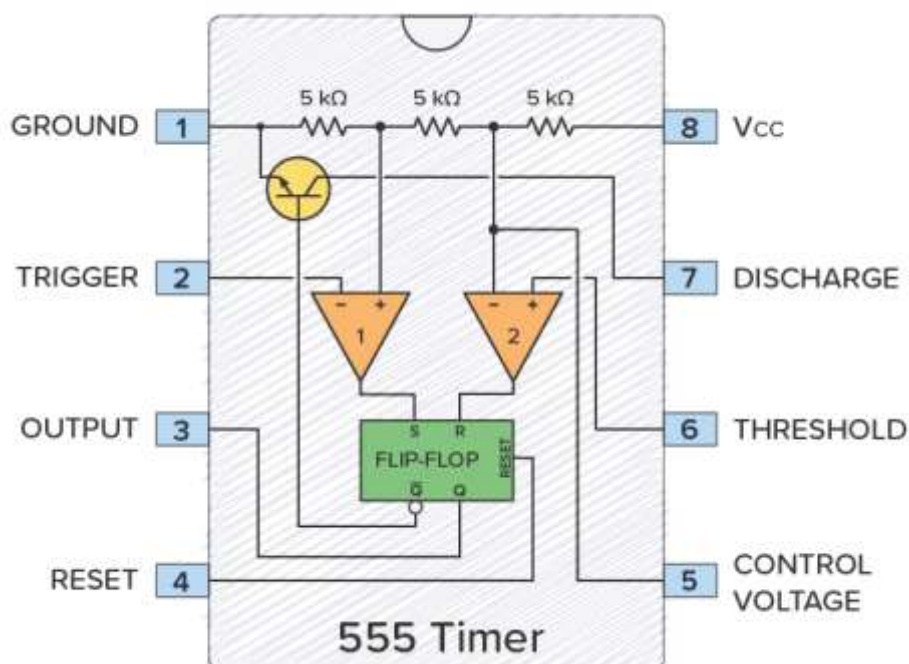 5 kΩ 5 kΩ 5 kΩ
GROUND 1
8 Vcc
TRIGGER 2
- +
1
- +
2
7 DISCHARGE
OUTPUT 3
6 THRESHOLD
S R
FLIP-FLOP
RESET
Q̅ Q
RESET 4
5 CONTROL
VOLTAGE
555 Timer